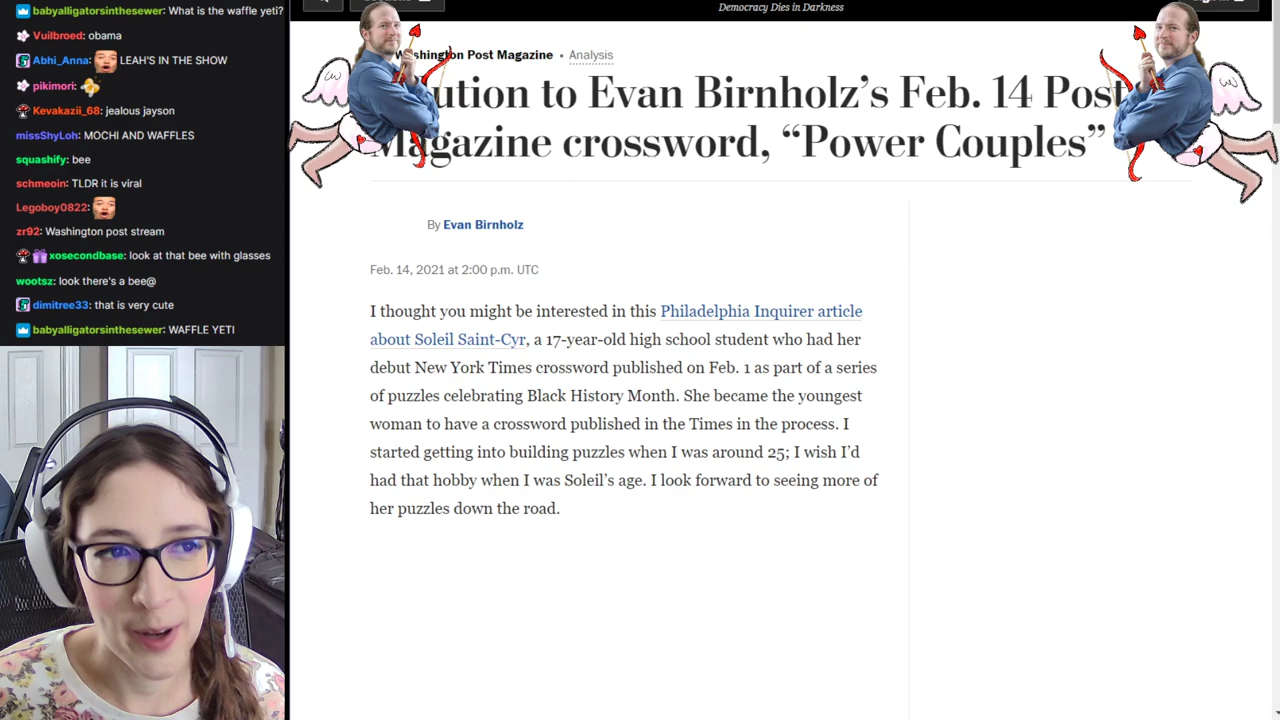 babyalligatorsinthesewer: What is the waffle yeti?
Vuilbroed: obama
Abhi_Anna: LEAH'S IN THE SHOW
pikimori:
Kevakazii_68: jealous jayson
missShyLoh: MOCHI AND WAFFLES
squashify: bee
schmeoin: TLDR it is viral
Legoboy0822:
zr92: Washington post stream
xosecondbase: look at that bee with glasses
wootsz: look there's a bee@
dimitree33: that is very cute
babyalligatorsinthesewer: WAFFLE YETI
Democracy Dies in Darkness
Washington Post Magazine • Analysis
ution to Evan Birnholz’s Feb. 14 Post
Magazine crossword, “Power Couples”
By Evan Birnholz
Feb. 14, 2021 at 2:00 p.m. UTC
I thought you might be interested in this Philadelphia Inquirer article
about Soleil Saint-Cyr, a 17-year-old high school student who had her
debut New York Times crossword published on Feb. 1 as part of a series
of puzzles celebrating Black History Month. She became the youngest
woman to have a crossword published in the Times in the process. I
started getting into building puzzles when I was around 25; I wish I’d
had that hobby when I was Soleil’s age. I look forward to seeing more of
her puzzles down the road.